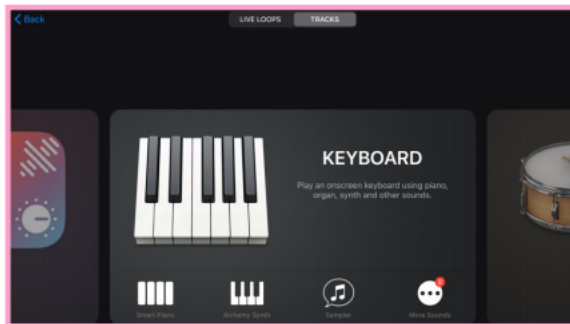 Back
LIVE LOOPS
TRACKS
KEYBOARD
Play an onscreen keyboard using piano,
organ, synth and other sounds.
Smart Piano
Alchemy Synth
Sampler
More Sounds